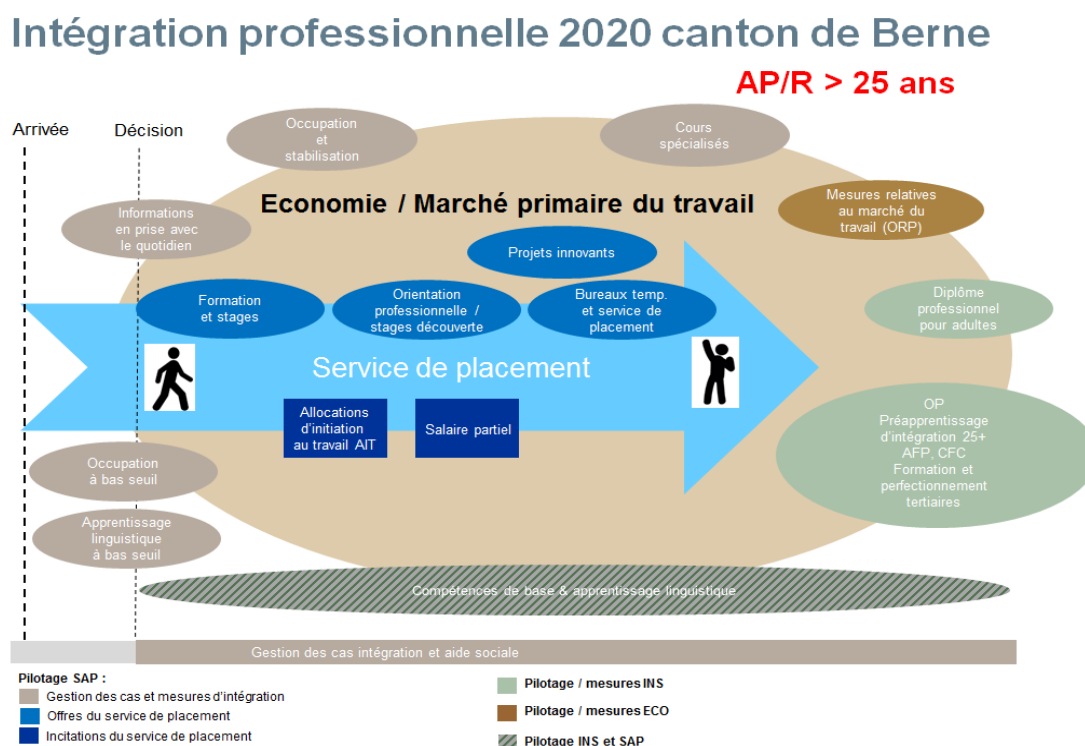 Intégration professionnelle 2020 canton de Berne
AP/R > 25 ans
Arrivée
Décision
Occupation
et
stabilisation
Cours
spécialisés
Informations
en prise avec
le quotidien
Economie / Marché primaire du travail
Mesures relatives
au marché du
travail (ORP)
Projets innovants
Formation
et stages
Orientation
professionnelle /
stages découverte
Bureaux temp.
et service de
placement
Diplôme
professionnel
pour adultes
Service de placement
Allocations
d'initiation
au travail AIT
Salaire partiel
OP
Préapprentissage
d'intégration 25+
AFP, CFC
Formation et
perfectionnement
tertiaires
Occupation
à bas seuil
Apprentissage
linguistique
à bas seuil
Compétences de base & apprentissage linguistique
Gestion des cas intégration et aide sociale
Pilotage SAP :
Gestion des cas et mesures d'intégration
Offres du service de placement
Incitations du service de placement
Pilotage / mesures INS
Pilotage / mesures ECO
Pilotage INS et SAP